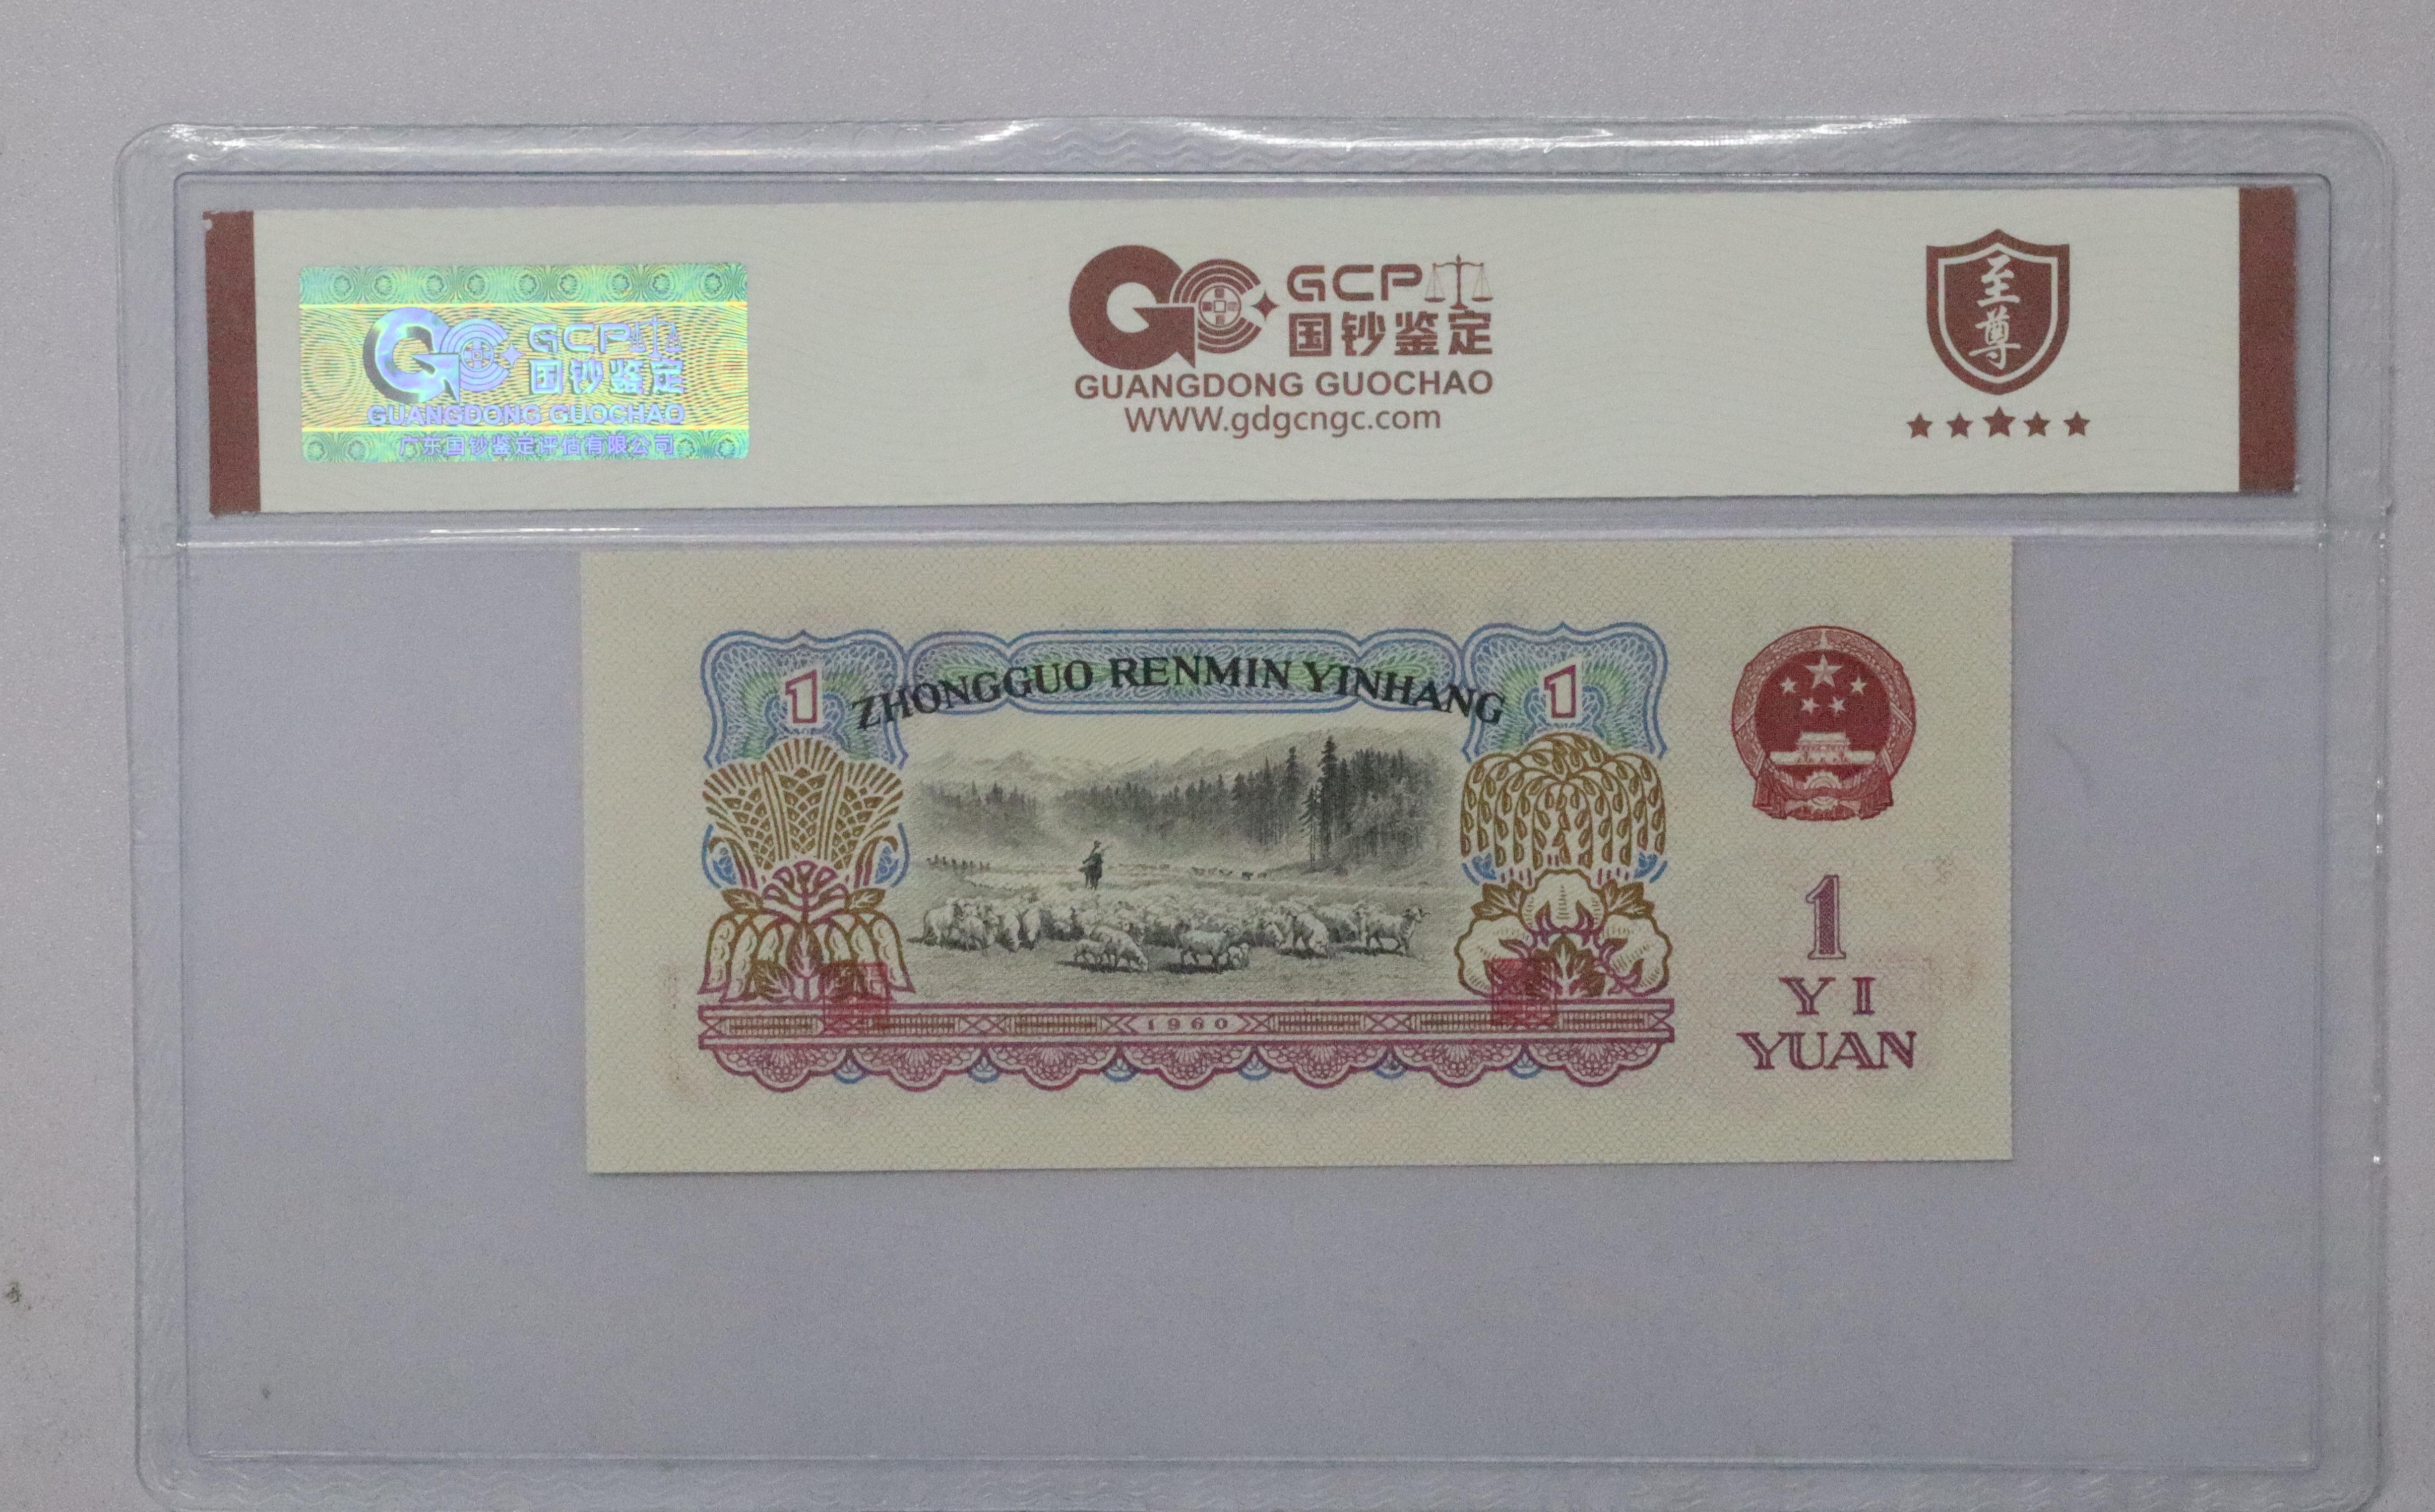 GCP
国钞鉴定
GUANGDONG GUOCHAO
广东国钞鉴定评估有限公司
GCP
国钞鉴定
GUANGDONG GUOCHAO
WWW.gdgcngc.com
至尊
1 ZHONGGUO RENMIN YINHANG 1
1
YI
YUAN
1960